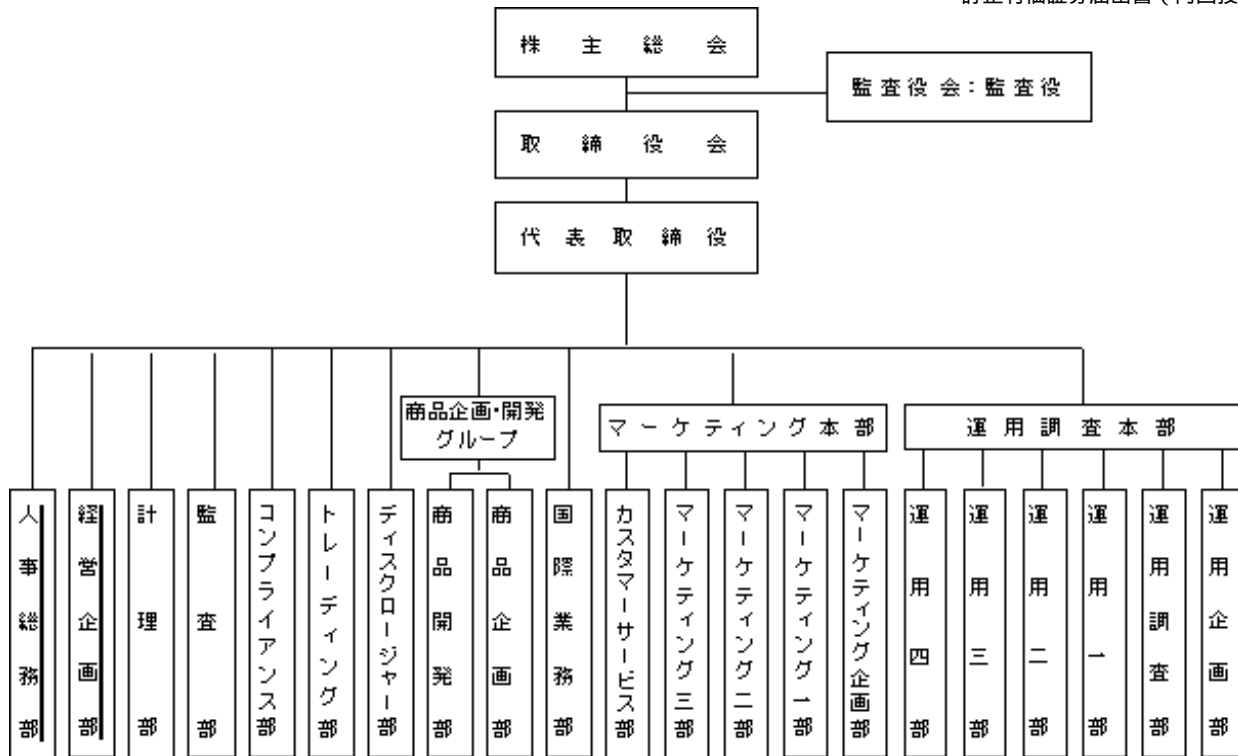 株主総会
監査役会：監査役
取締役会
代表取締役
商品企画・開発
グループ
マーケティング本部
運用調査本部
人事総務部
経営企画部
計理部
監査部
コンプライアンス部
トレーディング部
ディスクロージャー部
商品開発部
商品企画部
国際業務部
カスタマーサービス部
マーケティング三部
マーケティング二部
マーケティング一部
マーケティング企画部
運用四部
運用三部
運用二部
運用一部
運用調査部
運用企画部